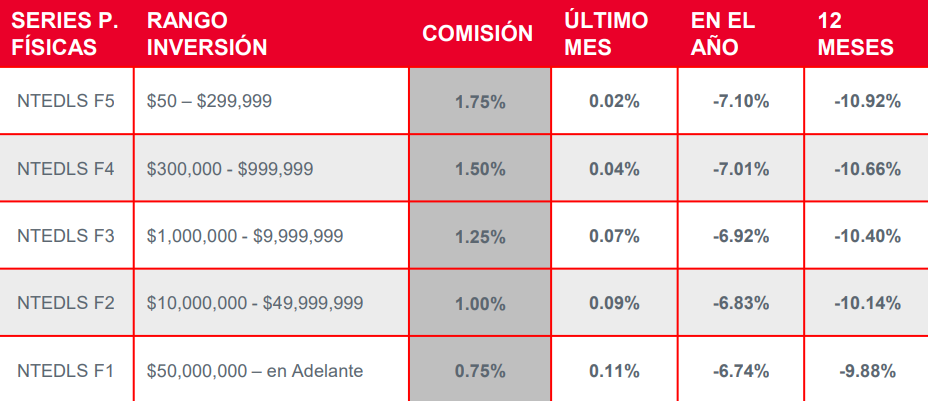 SERIES P. FÍSICAS RANGO INVERSIÓN COMISIÓN ÚLTIMO MES EN EL AÑO 12 MESES
NTEDLS F5 $50 – $299,999 1.75% 0.02% -7.10% -10.92%
NTEDLS F4 $300,000 - $999,999 1.50% 0.04% -7.01% -10.66%
NTEDLS F3 $1,000,000 - $9,999,999 1.25% 0.07% -6.92% -10.40%
NTEDLS F2 $10,000,000 - $49,999,999 1.00% 0.09% -6.83% -10.14%
NTEDLS F1 $50,000,000 – en Adelante 0.75% 0.11% -6.74% -9.88%